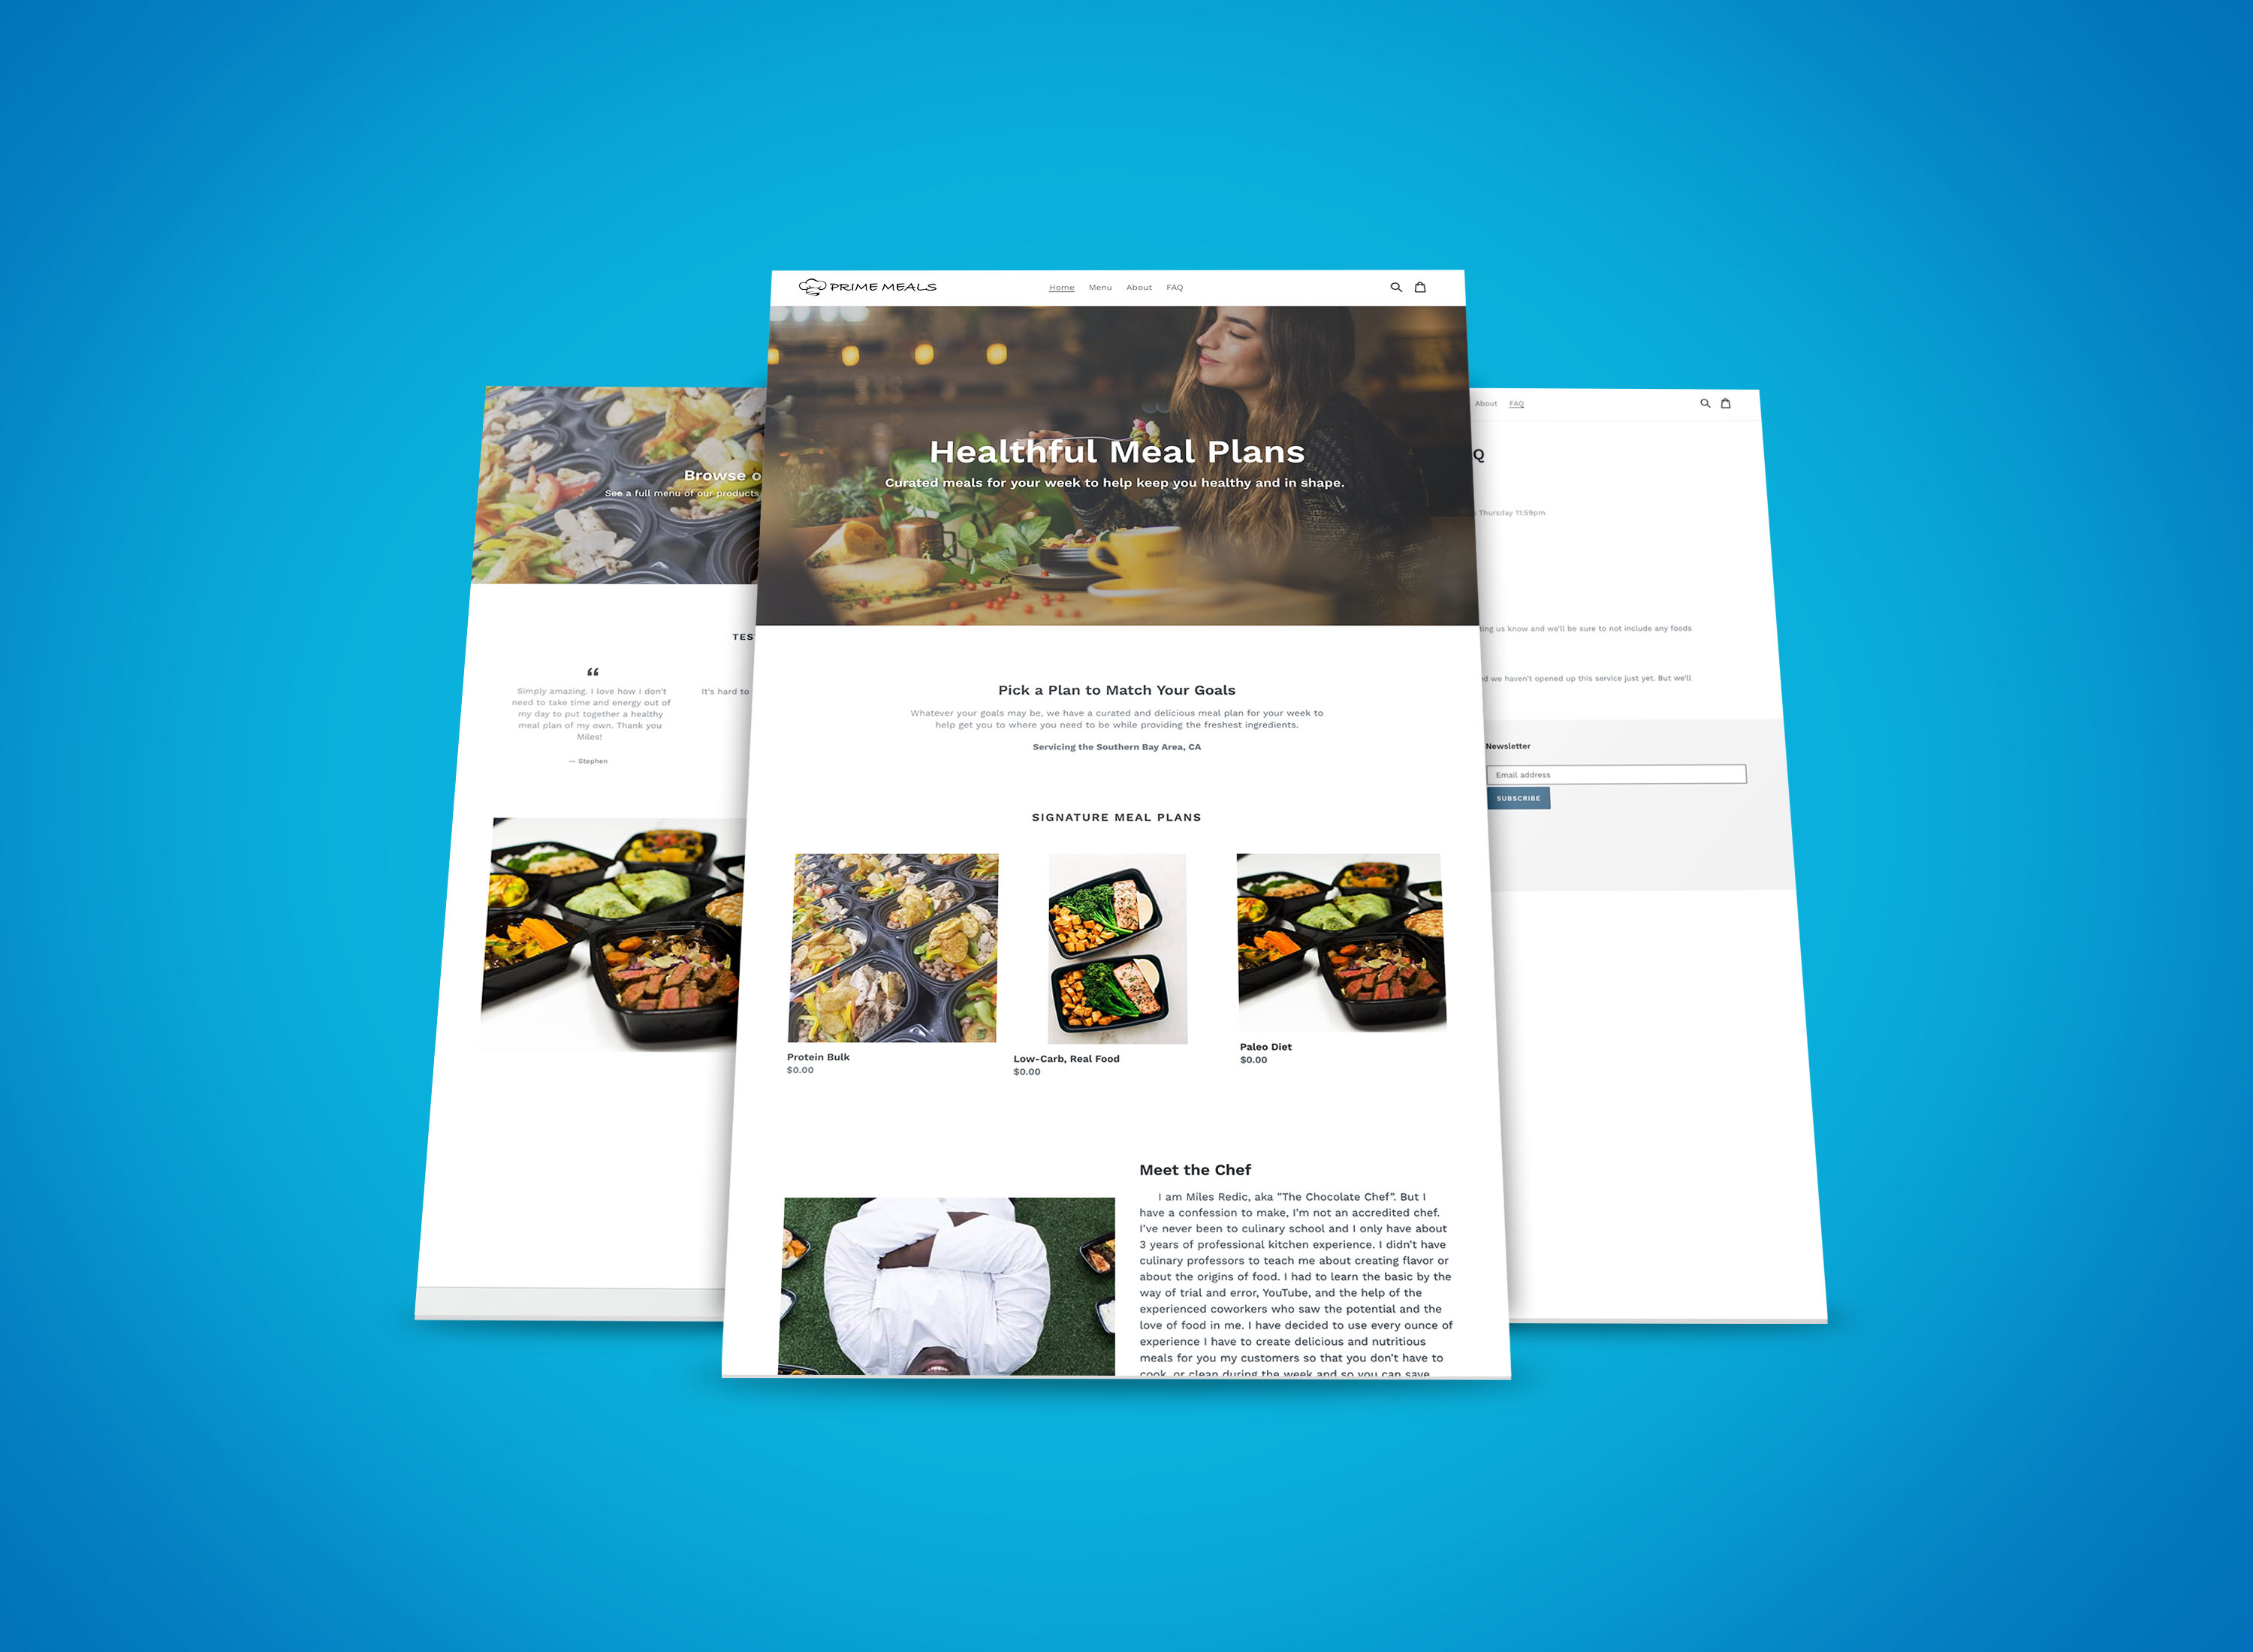 PRIME MEALS
Home Menu About FAQ
Healthful Meal Plans
Curated meals for your week to help keep you healthy and in shape.
Pick a Plan to Match Your Goals
Whatever your goals may be, we have a curated and delicious meal plan for your week to
help get you to where you need to be while providing the freshest ingredients.
Servicing the Southern Bay Area, CA
SIGNATURE MEAL PLANS
Protein Bulk
$0.00
Low-Carb, Real Food
$0.00
Paleo Diet
$0.00
Meet the Chef
I am Miles Redic, aka "The Chocolate Chef". But I
have a confession to make, I'm not an accredited chef.
I've never been to culinary school and I only have about
3 years of professional kitchen experience. I didn't have
culinary professors to teach me about creating flavor or
about the origins of food. I had to learn the basic by the
way of trial and error, YouTube, and the help of the
experienced coworkers who saw the potential and the
love of food in me. I have decided to use every ounce of
experience I have to create delicious and nutritious
meals for you my customers so that you don't have to
cook, or clean during the week and so you can save
Browse o
See a full menu of our products
TES
“
Simply amazing. I love how I don't
need to take time and energy out of
my day to put together a healthy
meal plan of my own. Thank you
Miles!
— Stephen
It's hard to
About FAQ
Q
Thursday 11:59pm
ting us know and we'll be sure to not include any foods
d we haven't opened up this service just yet. But we'll
Newsletter
Email address
SUBSCRIBE